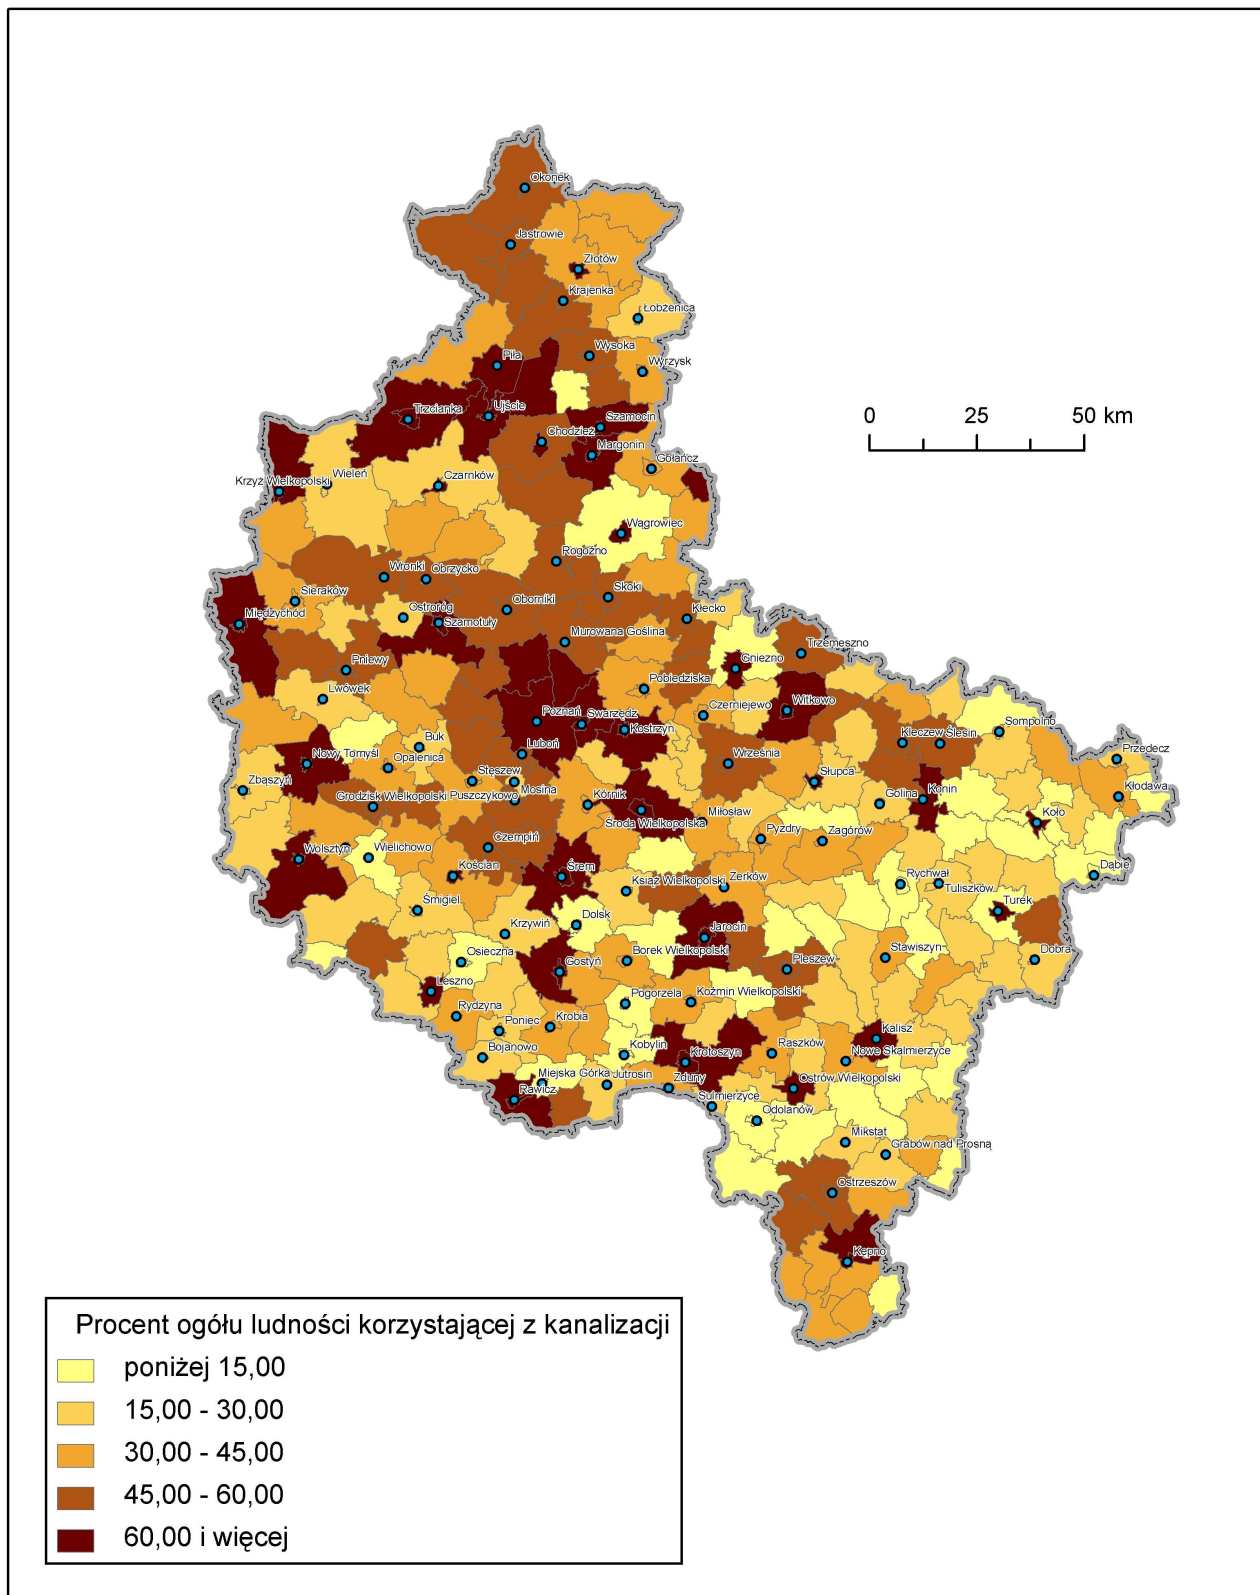 Okonek
Jastrowie
Złotów
Krajenka
Łobżenica
Wysoka
Piła
Wyrzysk
0 25 50 km
Trzcianka
Ujście
Szamocin
Chodzież
Margonin
Gołańcz
Krzyż Wielkopolski
Wieleń
Czarnków
Wągrowiec
Rogoźno
Wronki
Obrzycko
Sieraków
Skoki
Międzychód
Ostroróg
Oborniki
Kłecko
Szamotuły
Murowana Goślina
Trzemeszno
Gniezno
Pniewy
Pobiedziska
Lwówek
Witkowo
Czerniejewo
Poznań
Swarzędz
Kostrzyn
Sompolno
Buk
Luboń
Kleczew
Ślesin
Przedecz
Nowy Tomyśl
Opalenica
Września
Zbąszyń
Stęszew
Słupca
Kłodawa
Grodzisk Wielkopolski
Puszczykowo
Mosina
Kórnik
Golina
Konin
Środa Wielkopolska
Miłosław
Koło
Pyzdry
Zagórów
Wolsztyn
Wielichowo
Czempiń
Kościan
Śrem
Książ Wielkopolski
Żerków
Rychwał
Tuliszków
Dąbie
Śmigiel
Turek
Krzywiń
Dolsk
Jarocin
Osieczna
Borek Wielkopolski
Stawiszyn
Dobra
Gostyń
Pleszew
Leszno
Pogorzela
Koźmin Wielkopolski
Rydzyna
Poniec
Krobia
Kalisz
Bojanowo
Kobylin
Krotoszyn
Raszków
Nowe Skalmierzyce
Miejska Górka
Jutrosin
Zduny
Ostrów Wielkopolski
Rawicz
Sulmierzyce
Odolanów
Mikstat
Grabów nad Prosną
Ostrzeszów
Kępno
Procent ogółu ludności korzystającej z kanalizacji
poniżej 15,00
15,00 - 30,00
30,00 - 45,00
45,00 - 60,00
60,00 i więcej